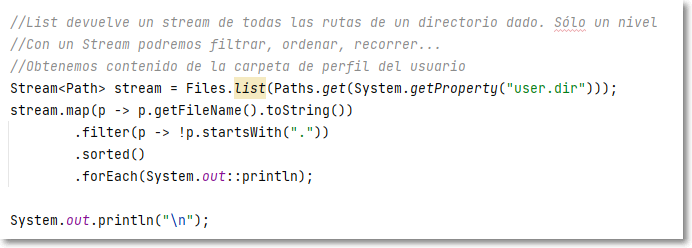 //List devuelve un stream de todas las rutas de un directorio dado. Sólo un nivel
//Con un Stream podremos filtrar, ordenar, recorrer...
//Obtenemos contenido de la carpeta de perfil del usuario
Stream<Path> stream = Files.list(Paths.get(System.getProperty("user.dir")));
stream.map(p -> p.getFileName().toString())
        .filter(p -> !p.startsWith("."))
        .sorted()
        .forEach(System.out::println);

System.out.println("\n");